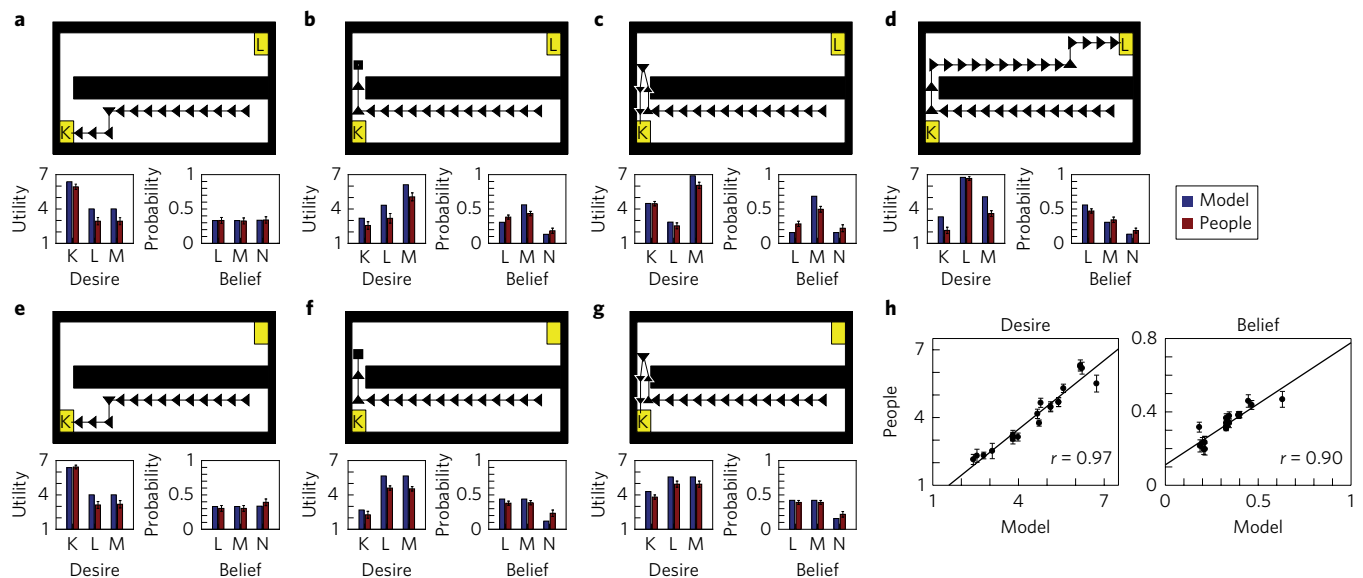 a
L
K
7
4
1
Utility
K L M
Desire
1
0.5
0
Probability
L M N
Belief
b
L
K
7
4
1
Utility
K L M
Desire
1
0.5
0
Probability
L M N
Belief
c
L
K
7
4
1
Utility
K L M
Desire
1
0.5
0
Probability
L M N
Belief
d
L
K
7
4
1
Utility
K L M
Desire
1
0.5
0
Probability
L M N
Belief
Model
People
e
K
7
4
1
Utility
K L M
Desire
1
0.5
0
Probability
L M N
Belief
f
K
7
4
1
Utility
K L M
Desire
1
0.5
0
Probability
L M N
Belief
g
K
7
4
1
Utility
K L M
Desire
1
0.5
0
Probability
L M N
Belief
h
Desire
7
4
1
People
r = 0.97
1 4 7
Model
Belief
0.8
0.4
0
r = 0.90
0 0.5 1
Model